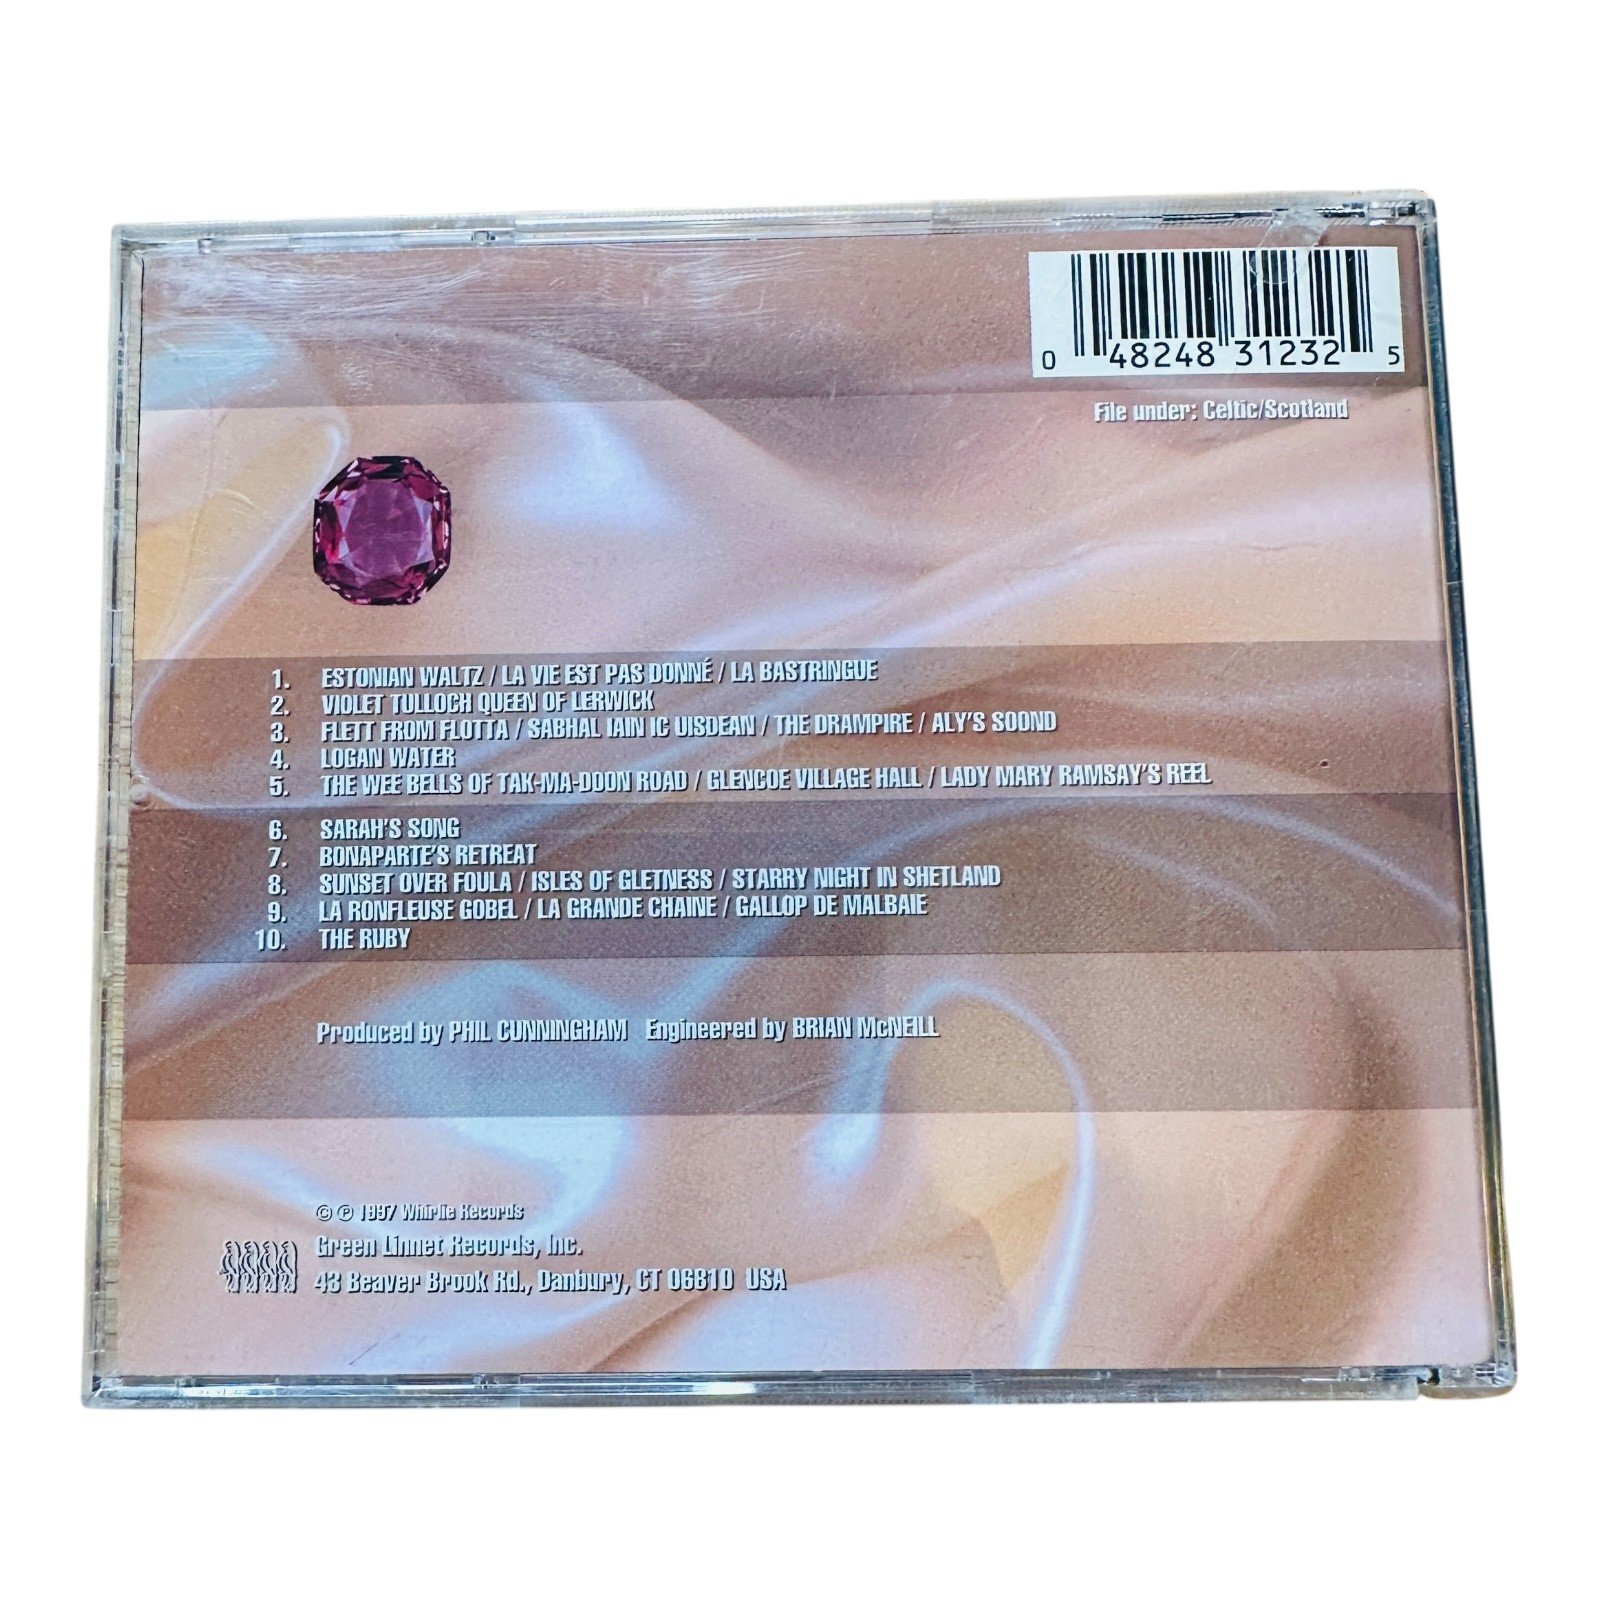 0 48248 31232 5
File under: Celtic/Scotland
1. ESTONIAN WALTZ / LA VIE EST PAS DONNÉ / LA BASTRINGUE
2. VIOLET TULLOCH QUEEN OF LERWICK
3. FLETT FROM FLOTTA / SABHAL IAIN IC UISDEAN / THE DRAMPIRE / ALY'S SOOND
4. LOGAN WATER
5. THE WEE BELLS OF TAK-MA-DOON ROAD / GLENCOE VILLAGE HALL / LADY MARY RAMSAY'S REEL
6. SARAH'S SONG
7. BONAPARTE'S RETREAT
8. SUNSET OVER FOULA / ISLES OF GLETNESS / STARRY NIGHT IN SHETLAND
9. LA RONFLEUSE GOBEL / LA GRANDE CHAINE / GALLOP DE MALBAIE
10. THE RUBY
Produced by PHIL CUNNINGHAM Engineered by BRIAN McNEILL
© ℗ 1997 Whirlie Records
Green Linnet Records, Inc.
43 Beaver Brook Rd., Danbury, CT 06810 USA